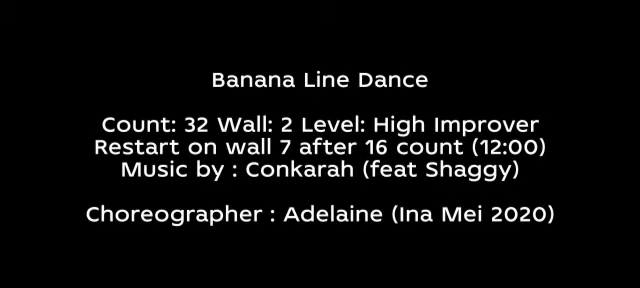 Banana Line Dance
Count: 32 Wall: 2 Level: High Improver
Restart on wall 7 after 16 count (12:00)
Music by : Conkarah (feat Shaggy)
Choreographer : Adelaine (Ina Mei 2020)